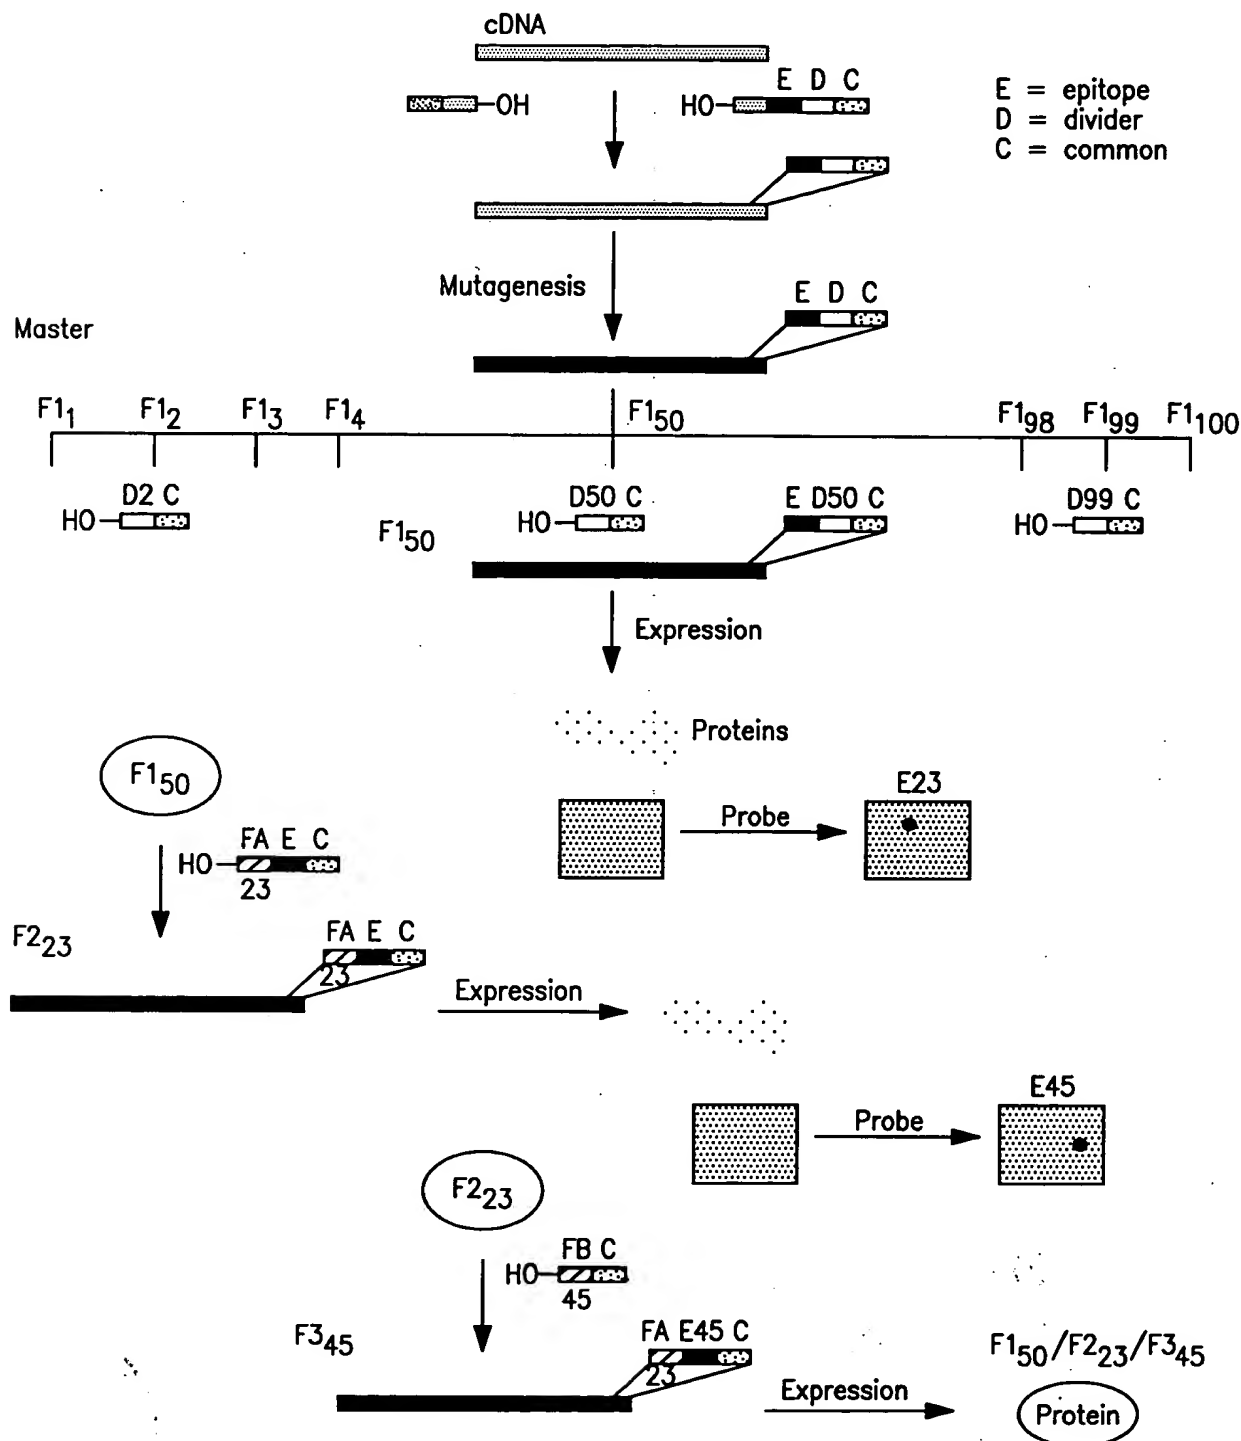 cDNA
E D C
E = epitope
D = divider
C = common
OH
HO
Mutagenesis
E D C
Master
F1₁ F1₂ F1₃ F1₄ F1₅₀ F1₉₈ F1₉₉ F1₁₀₀
D2 C
HO
D50 C
HO
E D50 C
D99 C
HO
F1₅₀
Expression
Proteins
F1₅₀
E23
Probe
FA E C
HO
23
F2₂₃
FA E C
23
Expression
E45
Probe
F2₂₃
FB C
HO
45
F3₄₅
FA E45 C
23
F1₅₀/F2₂₃/F3₄₅
Expression
Protein